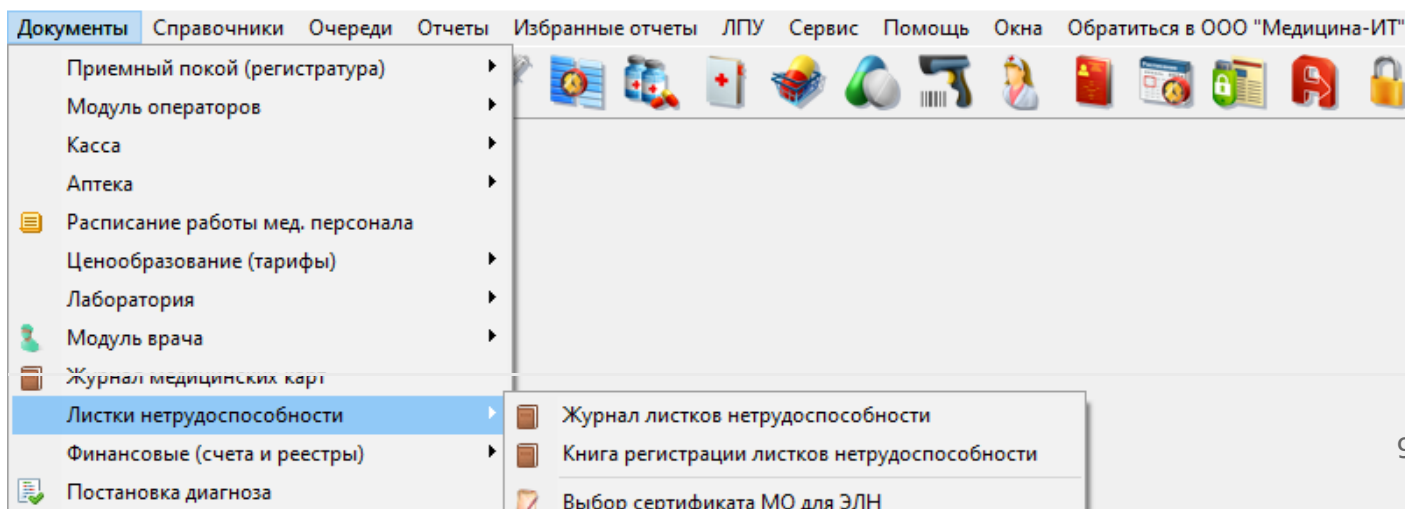 Документы Справочники Очереди Отчеты Избранные отчеты ЛПУ Сервис Помощь Окна Обратиться в ООО "Медицина-ИТ"
Приемный покой (регистратура)
Модуль операторов
Касса
Аптека
Расписание работы мед. персонала
Ценообразование (тарифы)
Лаборатория
Модуль врача
Журнал медицинских карт
Листки нетрудоспособности
Финансовые (счета и реестры)
Постановка диагноза
Журнал листков нетрудоспособности
Книга регистрации листков нетрудоспособности
Выбор сертификата МО для ЭЛН
9